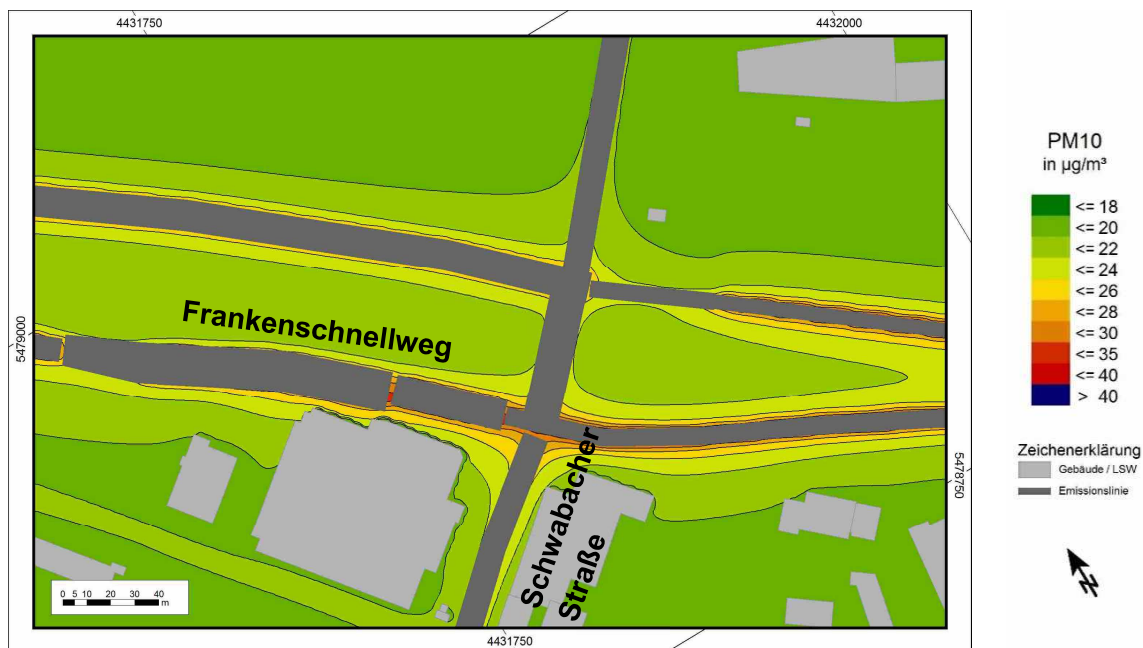 4431750
4432000
5479000
5478750
4431750
Frankenschnellweg
Schwabacher
Straße
0 5 10 20 30 40
m
PM10
in µg/m³
<= 18
<= 20
<= 22
<= 24
<= 26
<= 28
<= 30
<= 35
<= 40
> 40
Zeichenerklärung
Gebäude / LSW
Emissionslinie
N